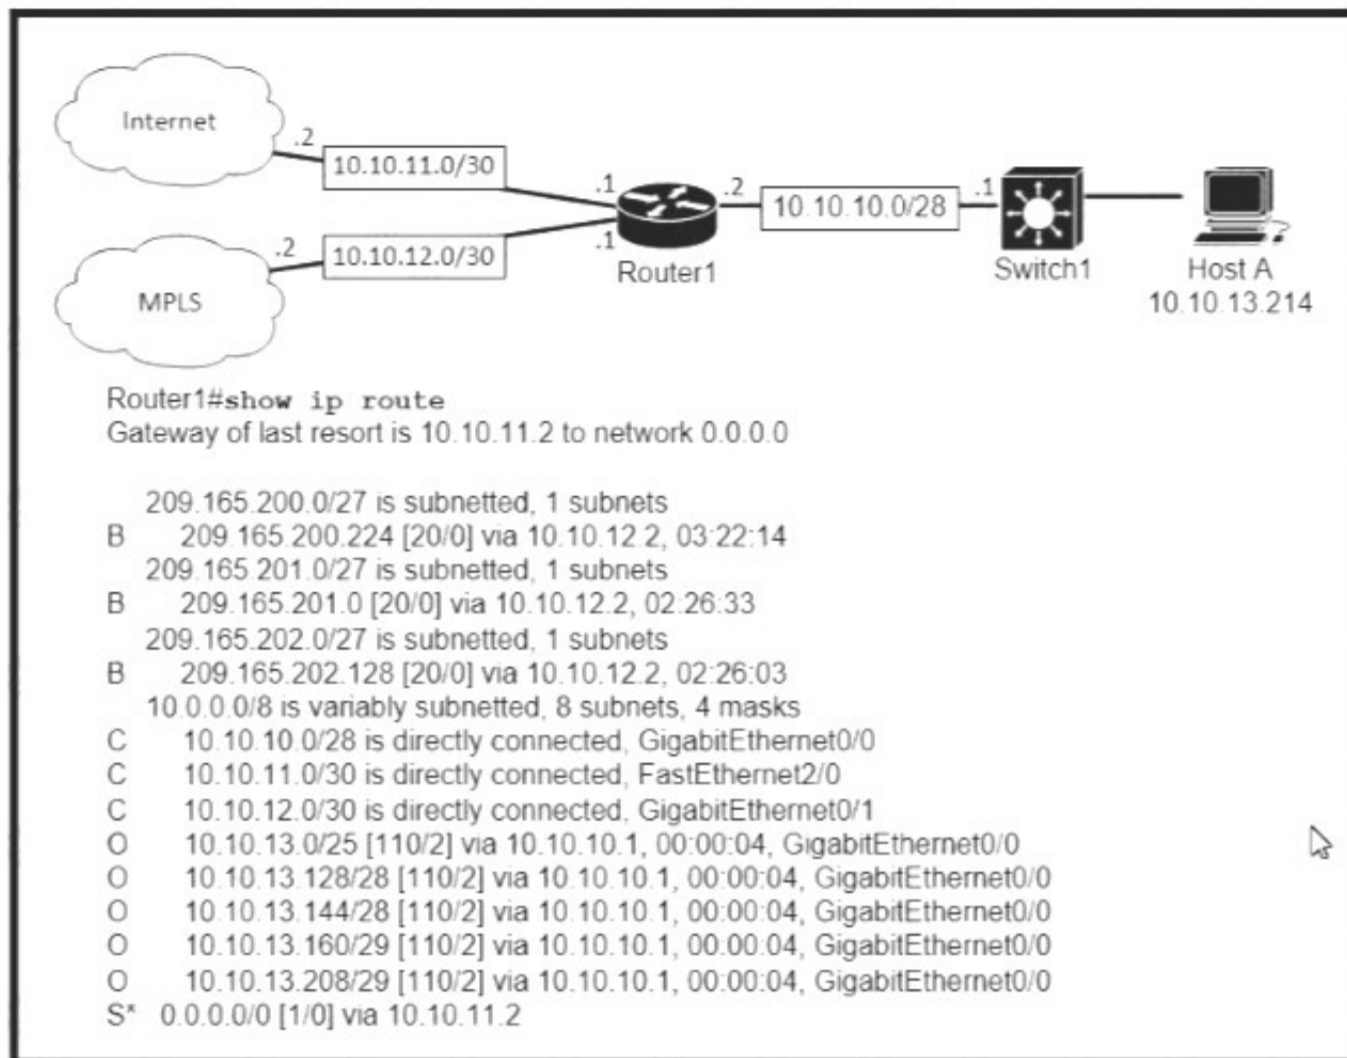 Internet
.2
10.10.11.0/30
.1
.2
10.10.10.0/28
.1
.2
10.10.12.0/30
.1
Router1
Switch1
Host A
10.10.13.214
MPLS
Router1#show ip route
Gateway of last resort is 10.10.11.2 to network 0.0.0.0
209.165.200.0/27 is subnetted, 1 subnets
B 209.165.200.224 [20/0] via 10.10.12.2, 03:22:14
209.165.201.0/27 is subnetted, 1 subnets
B 209.165.201.0 [20/0] via 10.10.12.2, 02:26:33
209.165.202.0/27 is subnetted, 1 subnets
B 209.165.202.128 [20/0] via 10.10.12.2, 02:26:03
10.0.0.0/8 is variably subnetted, 8 subnets, 4 masks
C 10.10.10.0/28 is directly connected, GigabitEthernet0/0
C 10.10.11.0/30 is directly connected, FastEthernet2/0
C 10.10.12.0/30 is directly connected, GigabitEthernet0/1
O 10.10.13.0/25 [110/2] via 10.10.10.1, 00:00:04, GigabitEthernet0/0
O 10.10.13.128/28 [110/2] via 10.10.10.1, 00:00:04, GigabitEthernet0/0
O 10.10.13.144/28 [110/2] via 10.10.10.1, 00:00:04, GigabitEthernet0/0
O 10.10.13.160/29 [110/2] via 10.10.10.1, 00:00:04, GigabitEthernet0/0
O 10.10.13.208/29 [110/2] via 10.10.10.1, 00:00:04, GigabitEthernet0/0
S* 0.0.0.0/0 [1/0] via 10.10.11.2